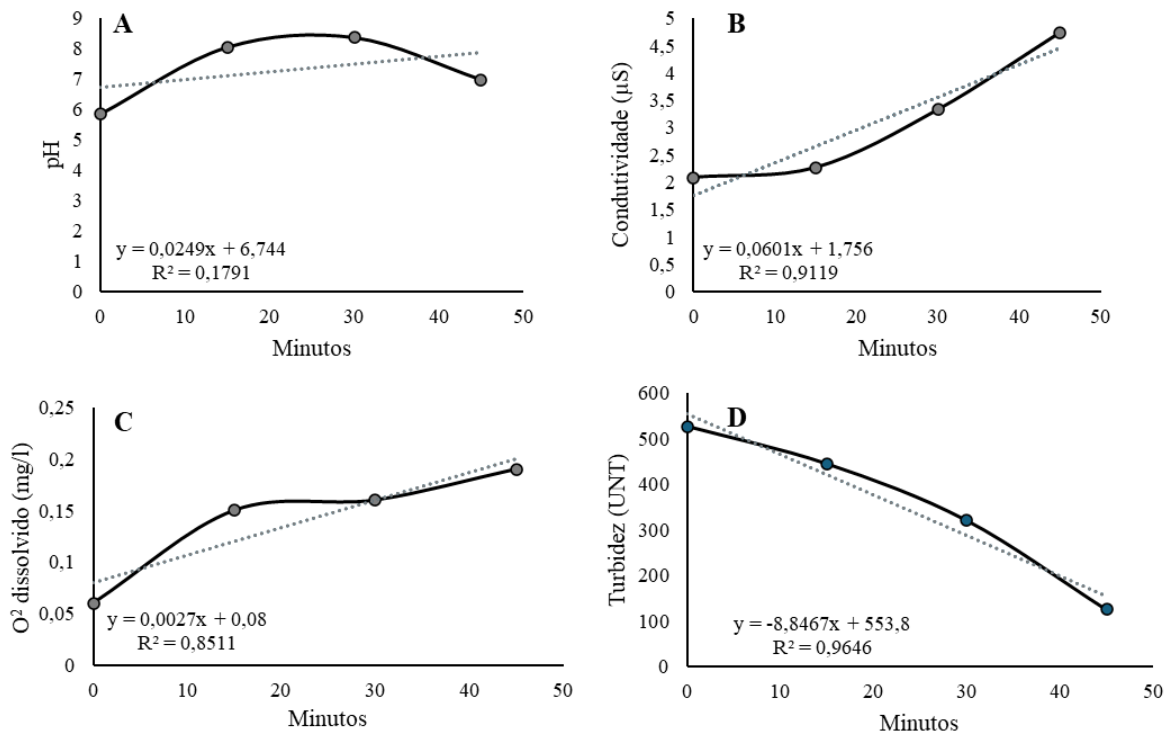 A
pH
9
8
7
6
5
4
3
2
1
0
y = 0,0249x + 6,744
R² = 0,1791
0 10 20 30 40 50
Minutos
B
Condutividade (µS)
5
4,5
4
3,5
3
2,5
2
1,5
1
0,5
0
y = 0,0601x + 1,756
R² = 0,9119
0 10 20 30 40 50
Minutos
C
O² dissolvido (mg/l)
0,25
0,2
0,15
0,1
0,05
0
y = 0,0027x + 0,08
R² = 0,8511
0 10 20 30 40 50
Minutos
D
Turbidez (UNT)
600
500
400
300
200
100
0
y = -8,8467x + 553,8
R² = 0,9646
0 10 20 30 40 50
Minutos